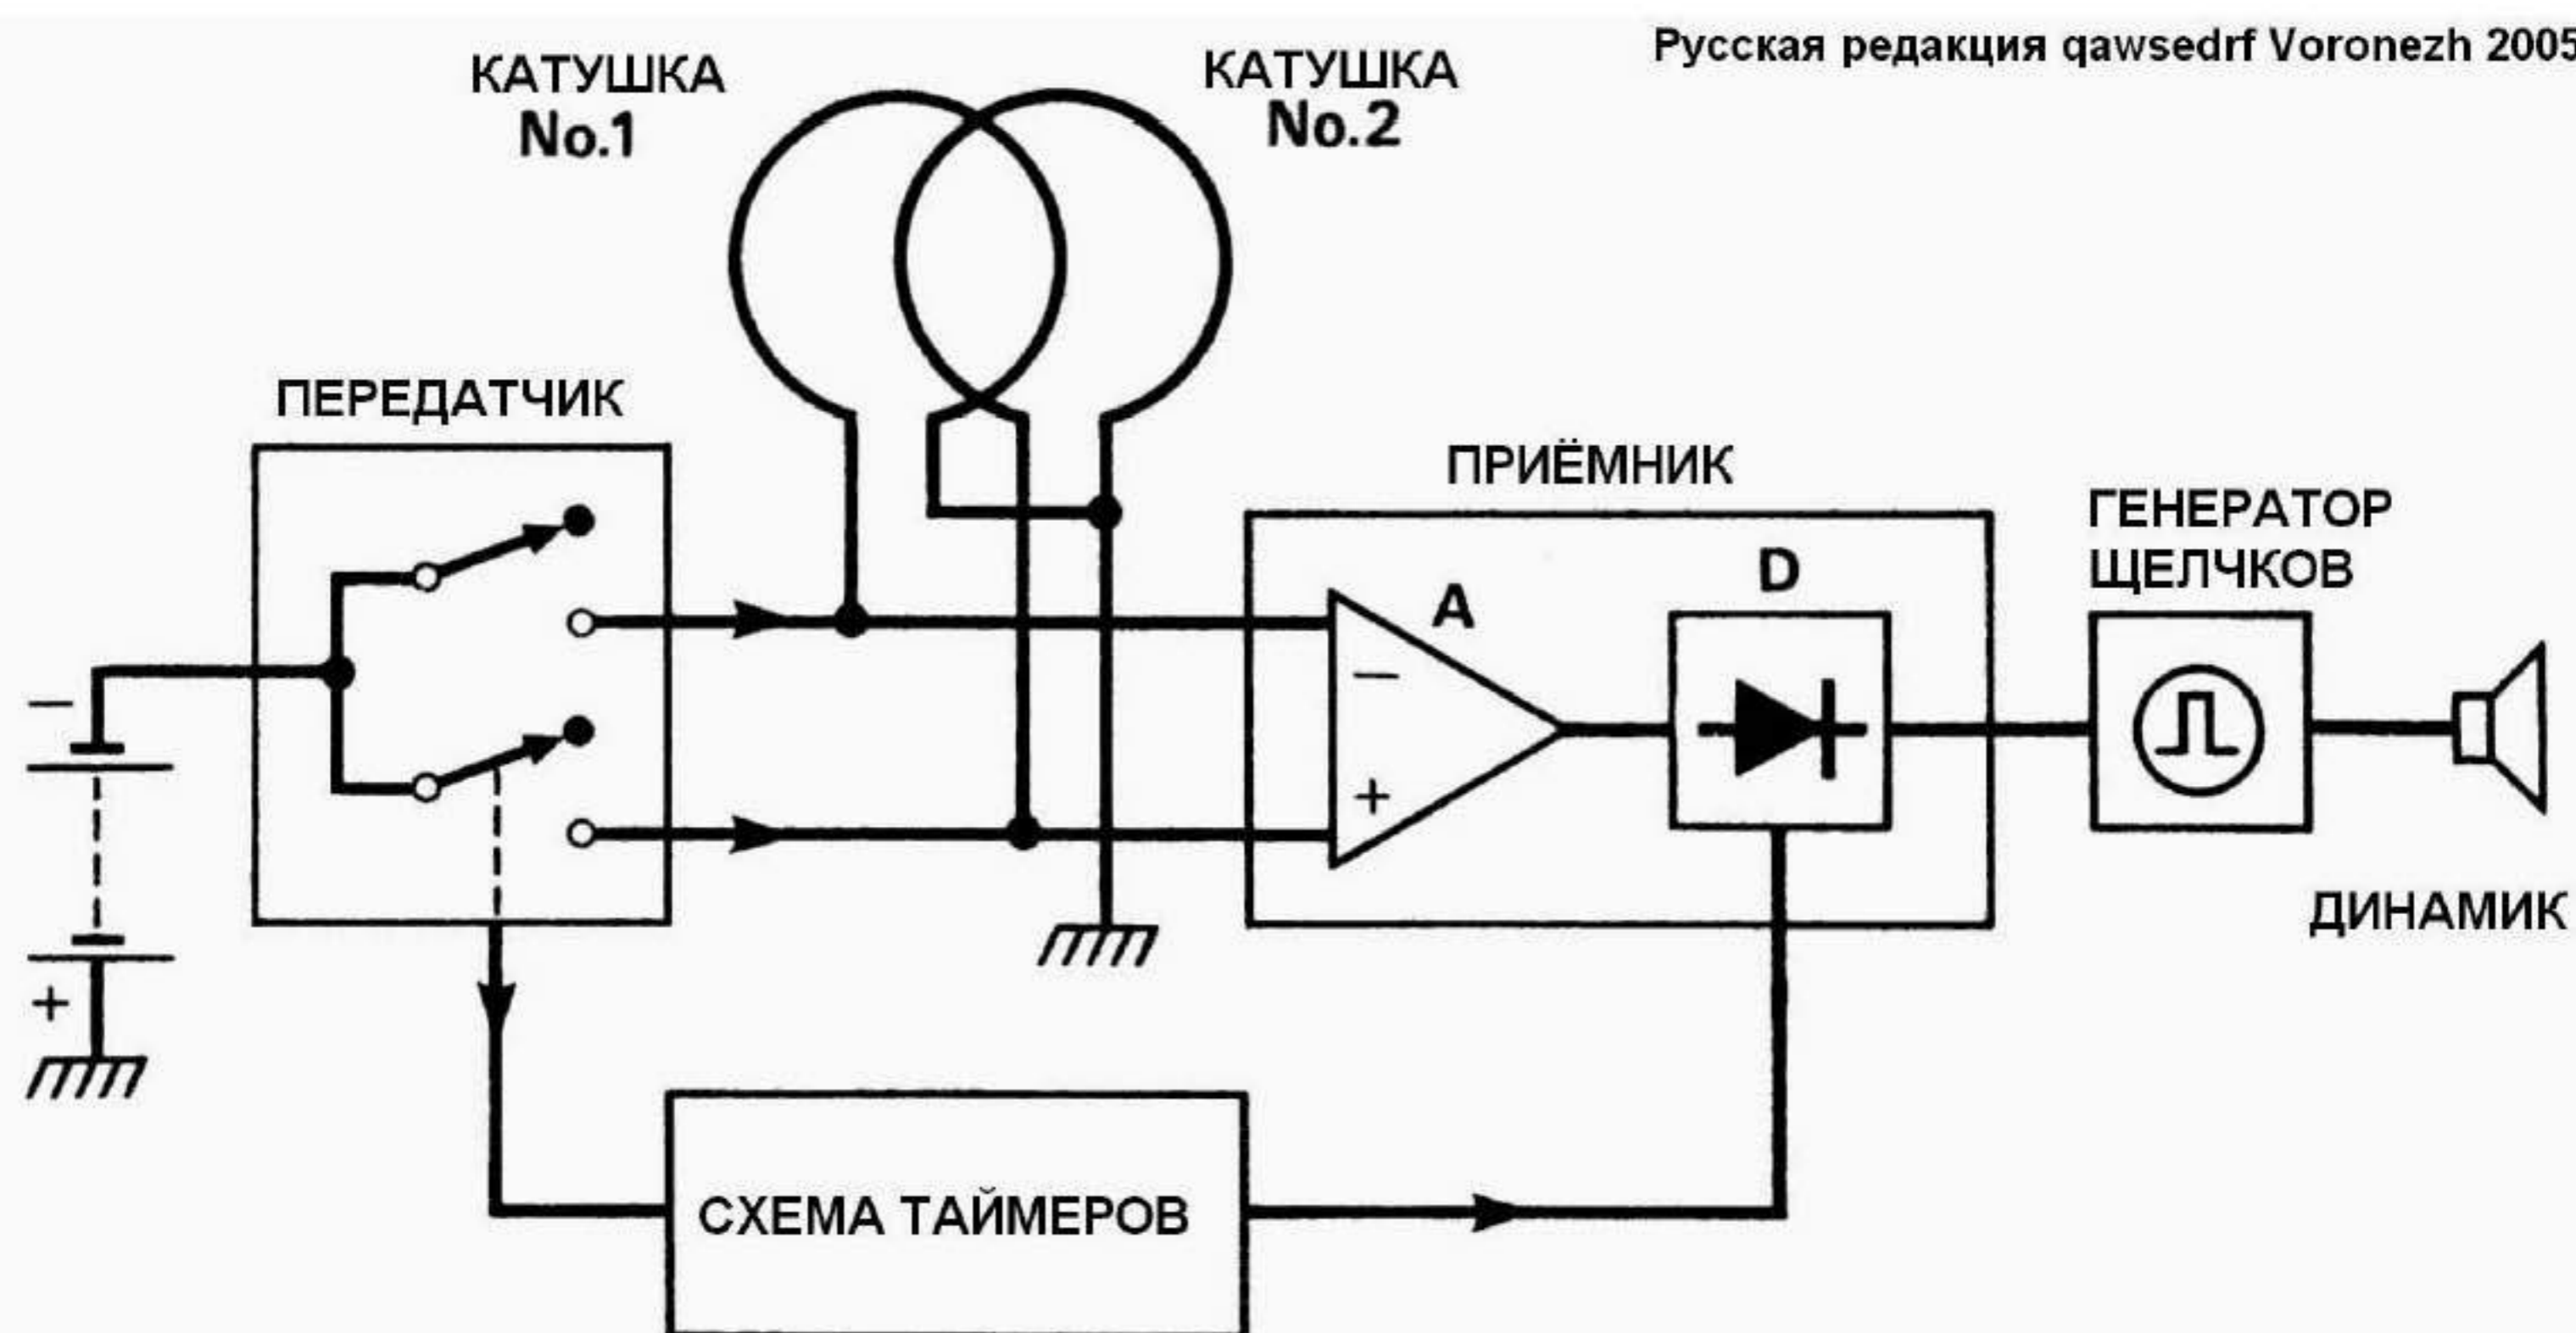 Русская редакция qawsedrf Voronezh 2005
КАТУШКА
No.1
КАТУШКА
No.2
ПЕРЕДАТЧИК
ПРИЁМНИК
ГЕНЕРАТОР
ЩЕЛЧКОВ
A
D
−
+
−
+
ДИНАМИК
СХЕМА ТАЙМЕРОВ